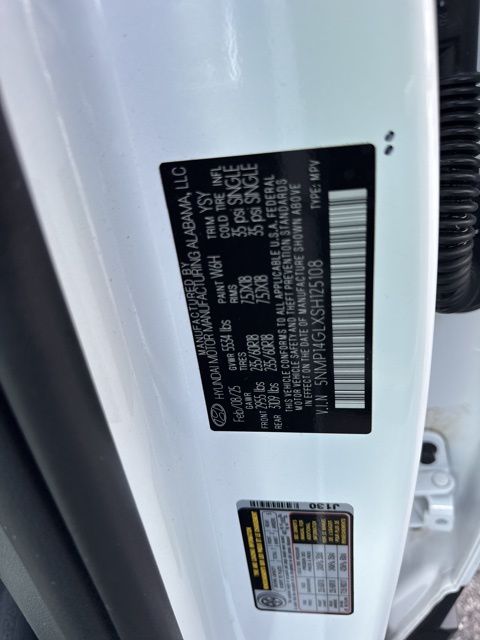 MANUFACTURED BY
HYUNDAI MOTOR MANUFACTURING ALABAMA, LLC
Feb/08/25 PAINT W6H TRIM YSY
GVWR 5534 lbs
GAWR TIRES RIMS COLD TIRE INFL
FRONT 2855 lbs 235/60R18 7.5JX18 35 psi SINGLE
REAR 3091 lbs 235/60R18 7.5JX18 35 psi SINGLE
THIS VEHICLE CONFORMS TO ALL APPLICABLE U.S.A. FEDERAL
MOTOR VEHICLE SAFETY STANDARDS AND THEFT PREVENTION STANDARDS
IN EFFECT ON THE DATE OF MANUFACTURE SHOWN ABOVE.
V.I.N 5NMP14GLXSH125108 TYPE: MPV
J130